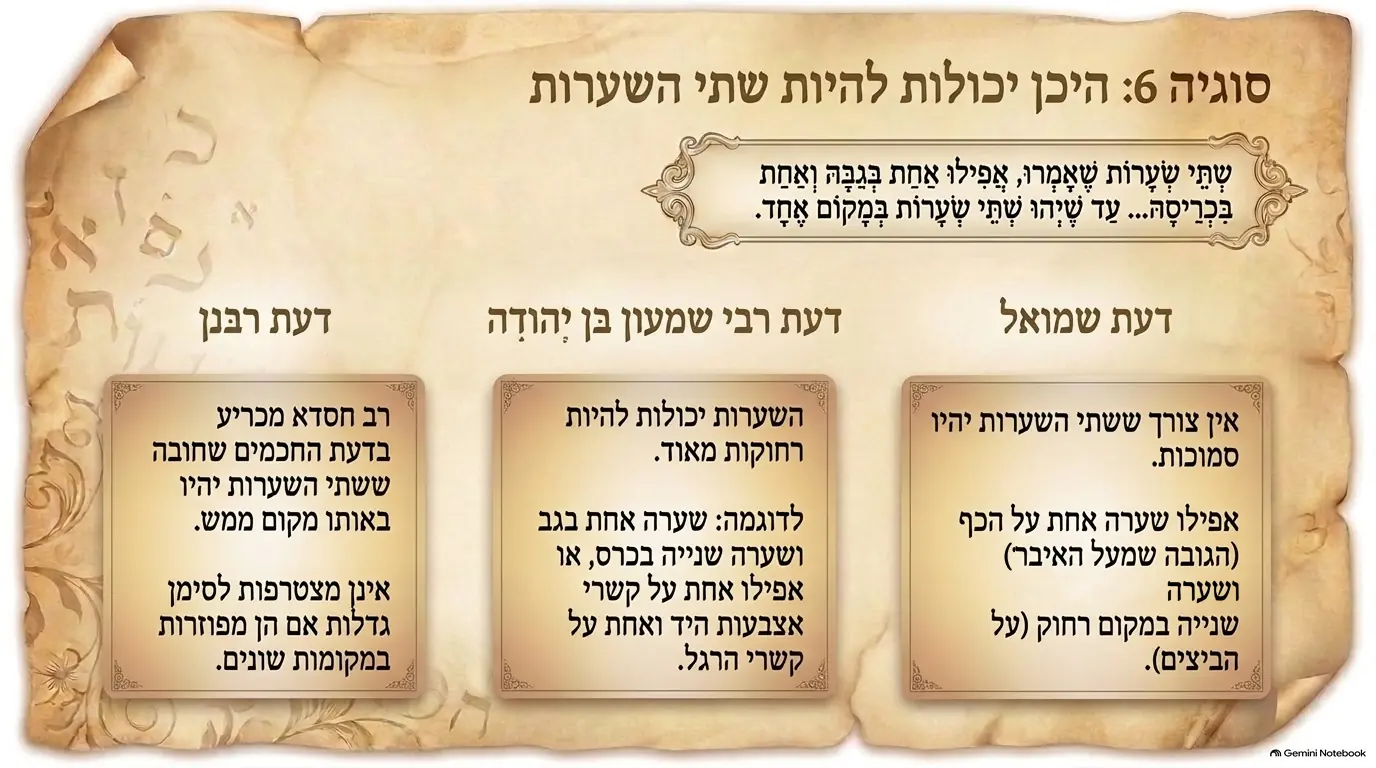 סוגיה 6: היכן יכולות להיות שתי השערות
שְׁתֵּי שְׂעָרוֹת שֶׁאָמְרוּ, אֲפִילוּ אַחַת בְּגַבָּהּ וְאַחַת
בִּכְרֵיסָהּ... עַד שֶׁיְּהוּ שְׁתֵּי שְׂעָרוֹת בְּמָקוֹם אֶחָד.
דעת שמואל
אין צורך ששתי השערות יהיו
סמוכות.
אפילו שערה אחת על הכף
(הגובה שמעל האיבר)
ושערה
שנייה במקום רחוק (על
הביצים).
דעת רבי שמעון בן יְהוּדָה
השערות יכולות להיות
רחוקות מאוד.
לדוגמה: שערה אחת בגב
ושערה שנייה בכרס, או
אפילו אחת על קשרי
אצבעות היד ואחת על
קשרי הרגל.
דעת רבנן
רב חסדא מכריע
בדעת החכמים שחובה
ששתי השערות יהיו
באותו מקום ממש.
אינן מצטרפות לסימן
גדלות אם הן מפוזרות
במקומות שונים.
Gemini Notebook